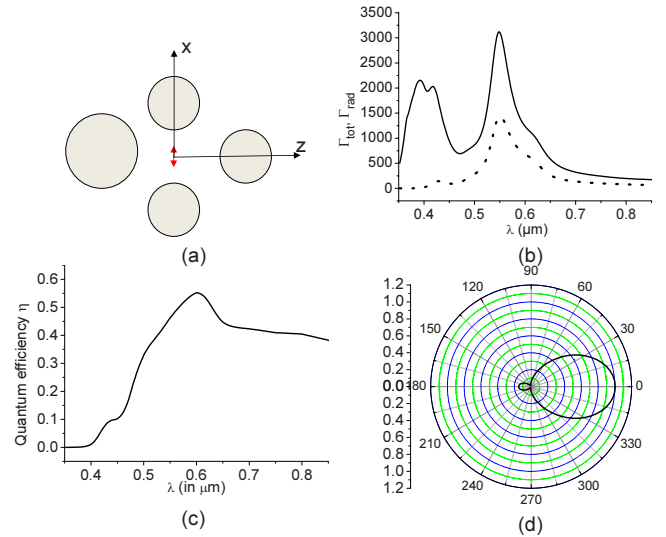 X
Z
(a)
3500
3000
2500
2000
1500
1000
500
0
Γtot, Γrad
0.4 0.5 0.6 0.7 0.8
λ (μm)
(b)
0.6
0.5
0.4
0.3
0.2
0.1
0.0
Quantum efficiency η
0.4 0.5 0.6 0.7 0.8
λ (in μm)
(c)
1.2
1.0
0.8
0.6
0.4
0.2
0.0
0.2
0.4
0.6
0.8
1.0
1.2
90
120 60
150 30
180 0
210 330
240 300
270
(d)